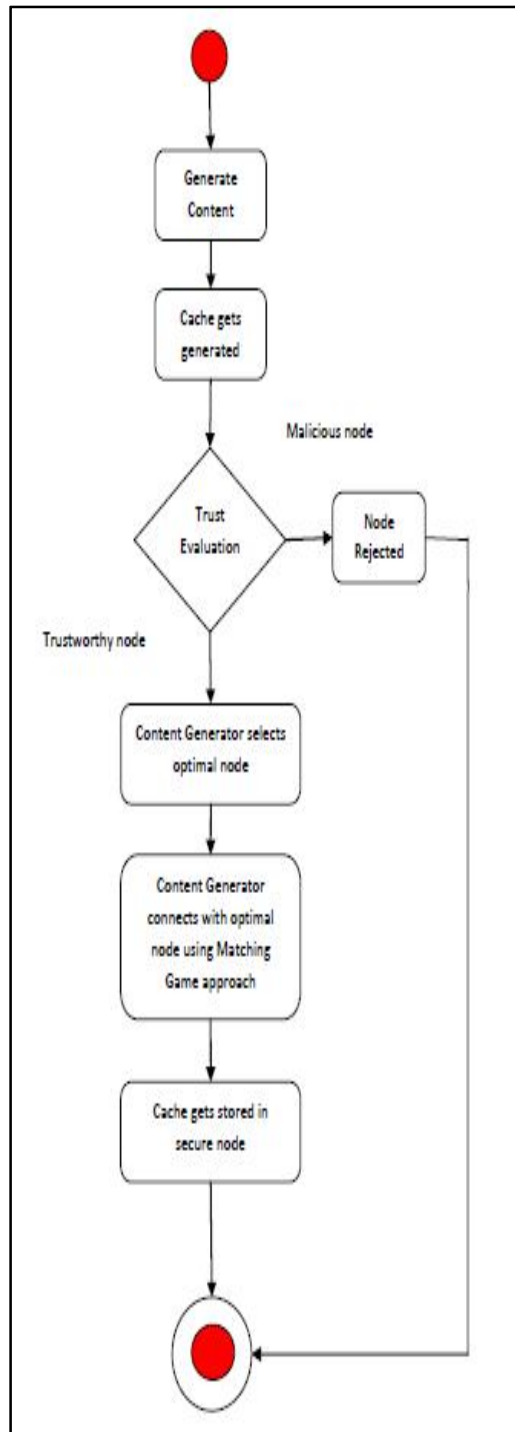 Generate
Content
Cache gets
generated
Malicious node
Trust
Evaluation
Node
Rejected
Trustworthy node
Content Generator selects
optimal node
Content Generator
connects with optimal
node using Matching
Game approach
Cache gets stored in
secure node